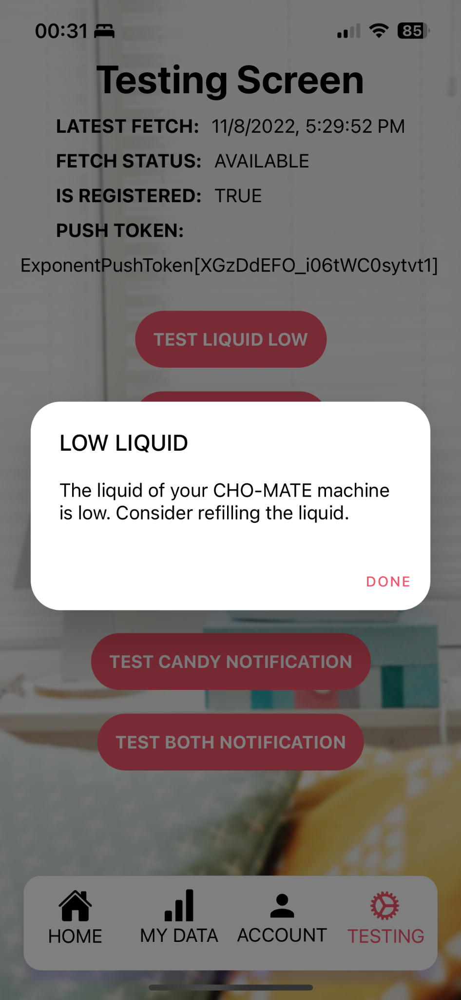 00:31
85
Testing Screen
LATEST FETCH: 11/8/2022, 5:29:52 PM
FETCH STATUS: AVAILABLE
IS REGISTERED: TRUE
PUSH TOKEN:
ExponentPushToken[XGzDdEFO_i06tWC0sytvt1]
TEST LIQUID LOW
LOW LIQUID
The liquid of your CHO-MATE machine
is low. Consider refilling the liquid.
DONE
TEST CANDY NOTIFICATION
TEST BOTH NOTIFICATION
HOME
MY DATA
ACCOUNT
TESTING